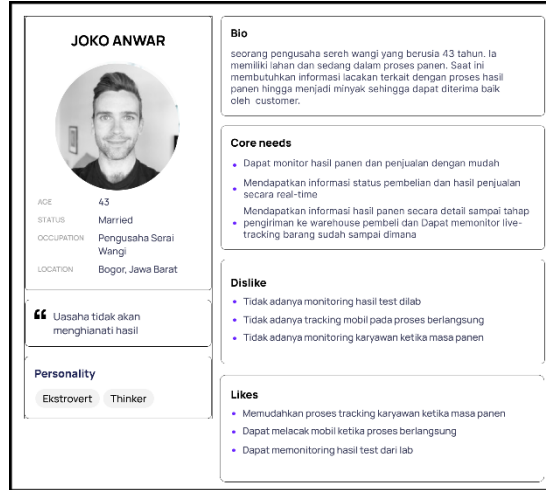 JOKO ANWAR
AGE 43
STATUS Married
OCCUPATION Pengusaha Serai
Wangi
LOCATION Bogor, Jawa Barat
“ Uasaha tidak akan
menghianati hasil
Personality
Ekstrovert Thinker
Bio
seorang pengusaha sereh wangi yang berusia 43 tahun. Ia
memiliki lahan dan sedang dalam proses panen. Saat ini
membutuhkan informasi lacakan terkait dengan proses hasil
panen hingga menjadi minyak sehingga dapat diterima baik
oleh customer.
Core needs
• Dapat monitor hasil panen dan penjualan dengan mudah
• Mendapatkan informasi status pembelian dan hasil penjualan
secara real-time
• Mendapatkan informasi hasil panen secara detail sampai tahap
pengiriman ke warehouse pembeli dan Dapat memonitor live-
tracking barang sudah sampai dimana
Dislike
• Tidak adanya monitoring hasil test dilab
• Tidak adanya tracking mobil pada proses berlangsung
• Tidak adanya monitoring karyawan ketika masa panen
Likes
• Memudahkan proses tracking karyawan ketika masa panen
• Dapat melacak mobil ketika proses berlangsung
• Dapat memonitoring hasil test dari lab